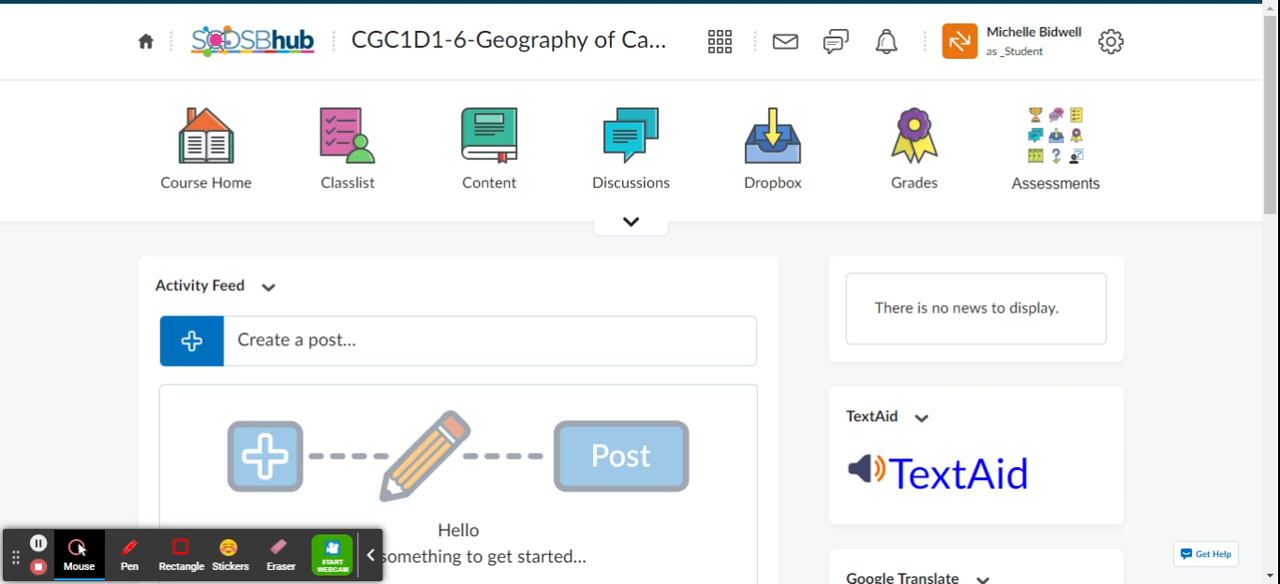 SCDSBhub
CGC1D1-6-Geography of Ca...
Michelle Bidwell
as _Student
Course Home
Classlist
Content
Discussions
Dropbox
Grades
Assessments
Activity Feed
Create a post...
There is no news to display.
Post
TextAid
TextAid
Hello
something to get started...
Mouse
Pen
Rectangle
Stickers
Eraser
START
WEBCAM
Get Help
Google Translate